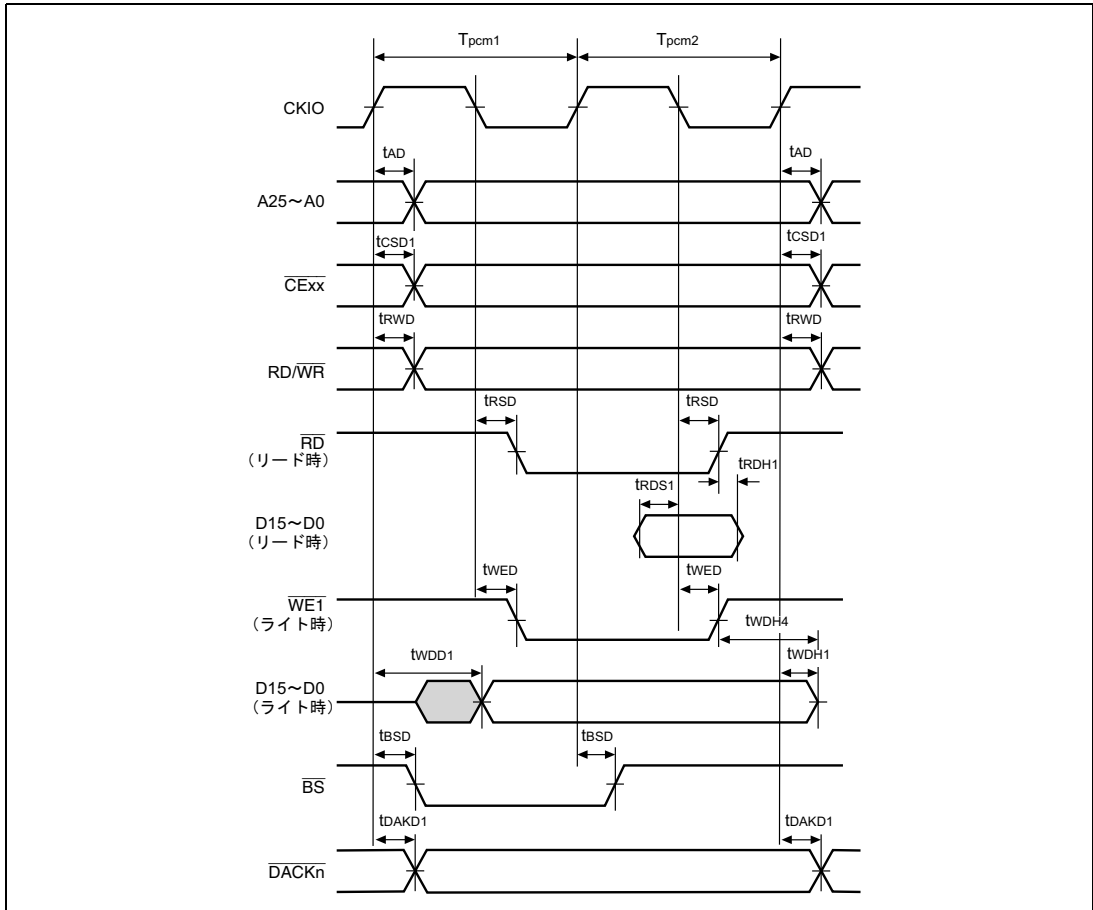 Tpcm1 Tpcm2
CKIO
tAD tAD
A25～A0
tCSD1 tCSD1
CExx
tRWD tRWD
RD/WR
tRSD tRSD
RD
（リード時）
tRDH1
tRDS1
D15～D0
（リード時）
tWED tWED
WE1
（ライト時）
tWDH4
tWDD1 tWDH1
D15～D0
（ライト時）
tBSD tBSD
BS
tDAKD1 tDAKD1
DACKn